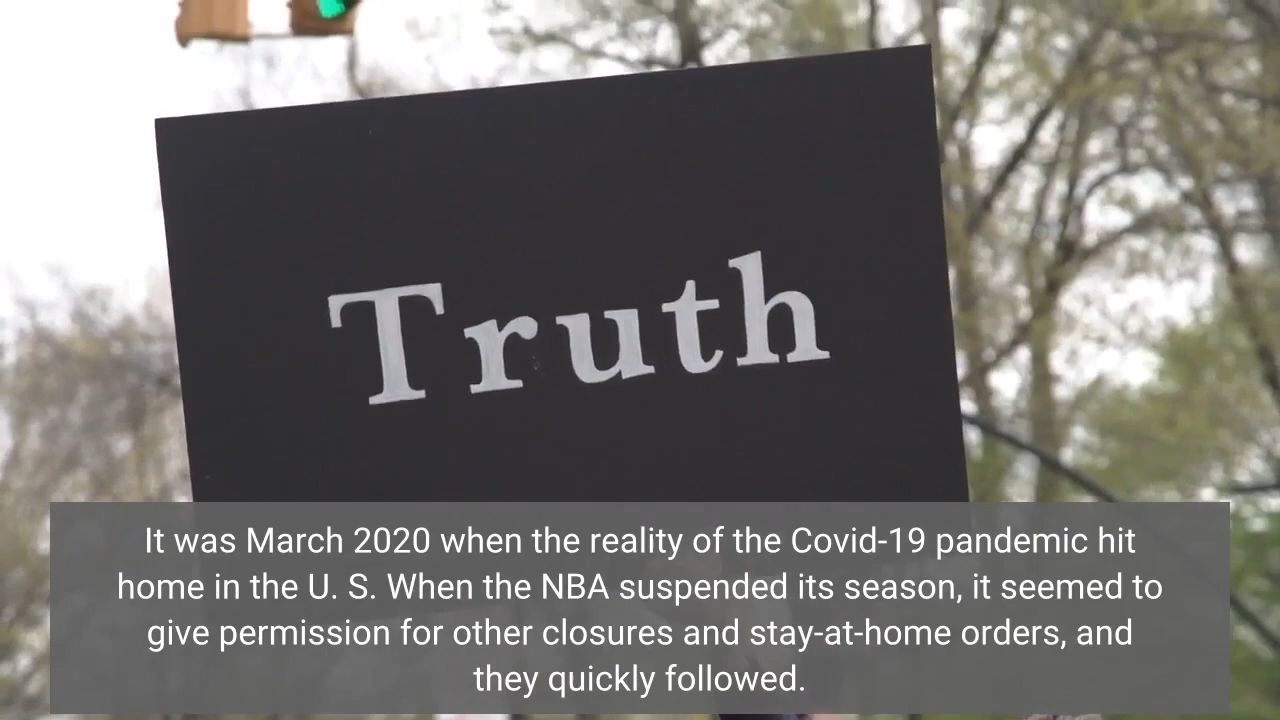 Truth
It was March 2020 when the reality of the Covid-19 pandemic hit
home in the U. S. When the NBA suspended its season, it seemed to
give permission for other closures and stay-at-home orders, and
they quickly followed.